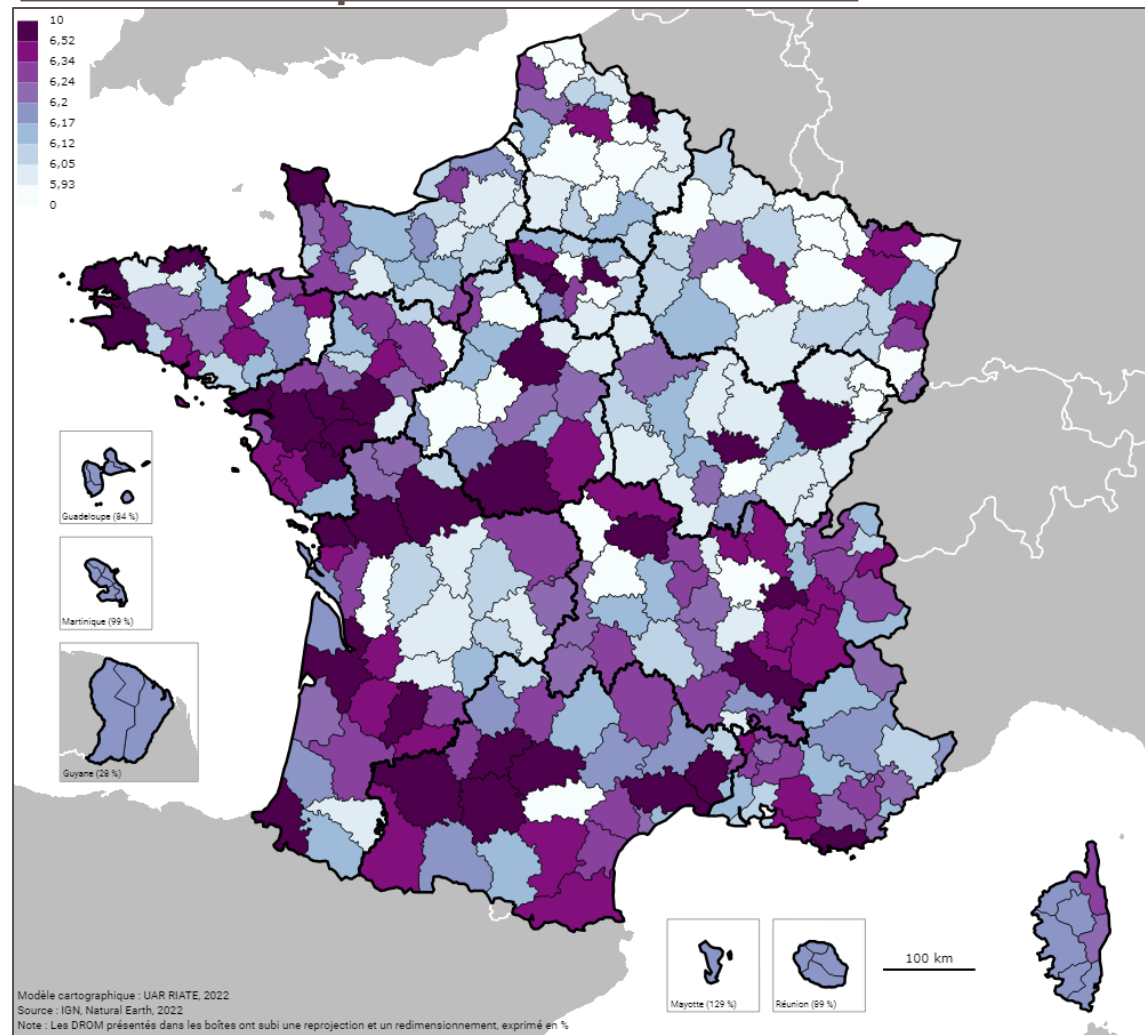 10
6,52
6,34
6,24
6,2
6,17
6,12
6,05
5,93
0
Guadeloupe (84 %)
Martinique (99 %)
Guyane (28 %)
Mayotte (129 %)
Réunion (89 %)
100 km
Modèle cartographique : UAR RIATE, 2022
Source : IGN, Natural Earth, 2022
Note : Les DROM présentés dans les boîtes ont subi une reprojection et un redimensionnement, exprimé en %